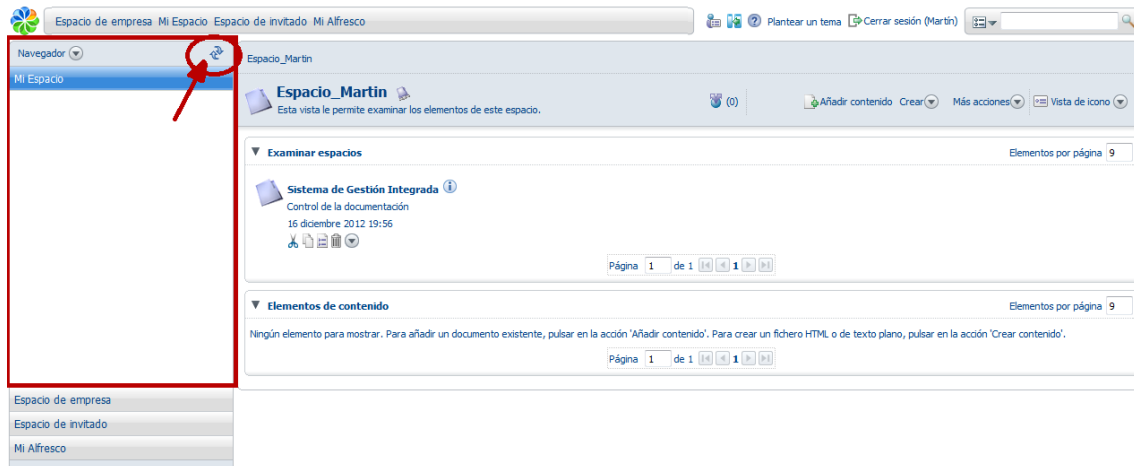 Espacio de empresa Mi Espacio Espacio de invitado Mi Alfresco
Plantear un tema Cerrar sesión (Martín)
Navegador
Mi Espacio
Espacio_Martin
Espacio_Martin
Esta vista le permite examinar los elementos de este espacio.
(0)
Añadir contenido Crear Más acciones Vista de icono
Examinar espacios
Elementos por página 9
Sistema de Gestión Integrada
Control de la documentación
16 diciembre 2012 19:56
Página 1 de 1 1
Elementos de contenido
Elementos por página 9
Ningún elemento para mostrar. Para añadir un documento existente, pulsar en la acción 'Añadir contenido'. Para crear un fichero HTML o de texto plano, pulsar en la acción 'Crear contenido'.
Página 1 de 1 1
Espacio de empresa
Espacio de invitado
Mi Alfresco